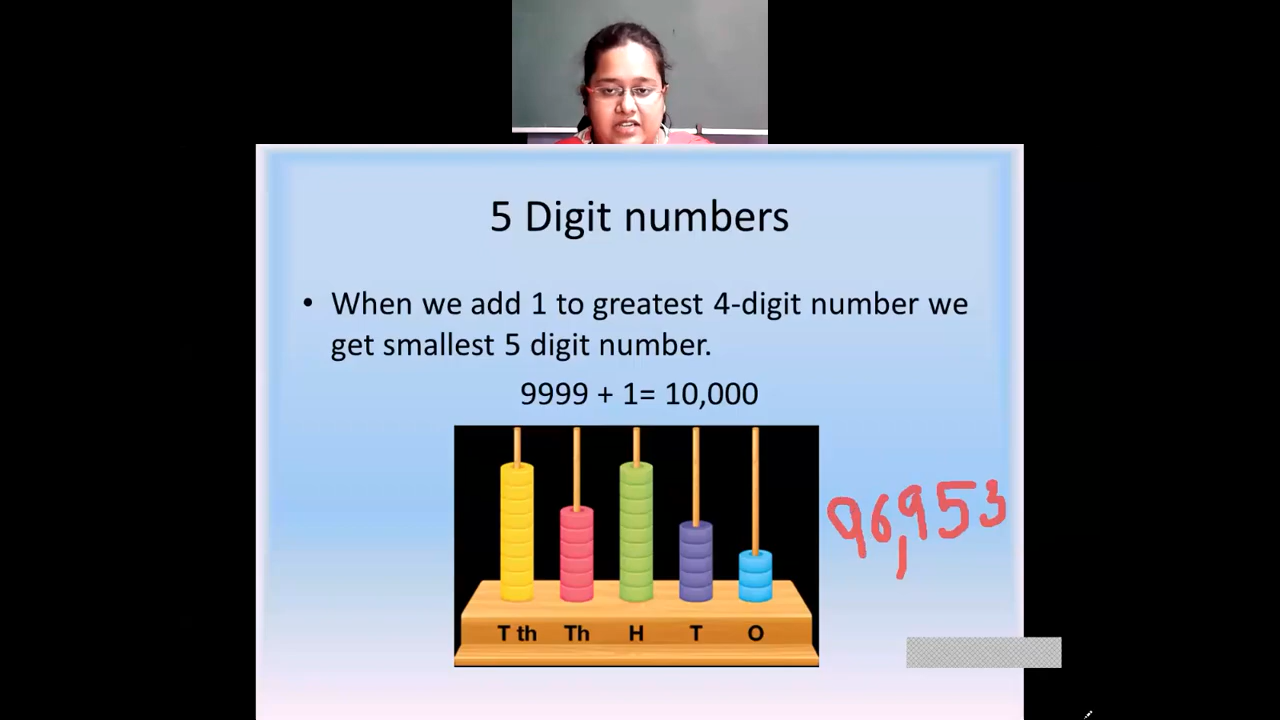 5 Digit numbers
• When we add 1 to greatest 4-digit number we
get smallest 5 digit number.
9999 + 1= 10,000
96,953
T th Th H T O